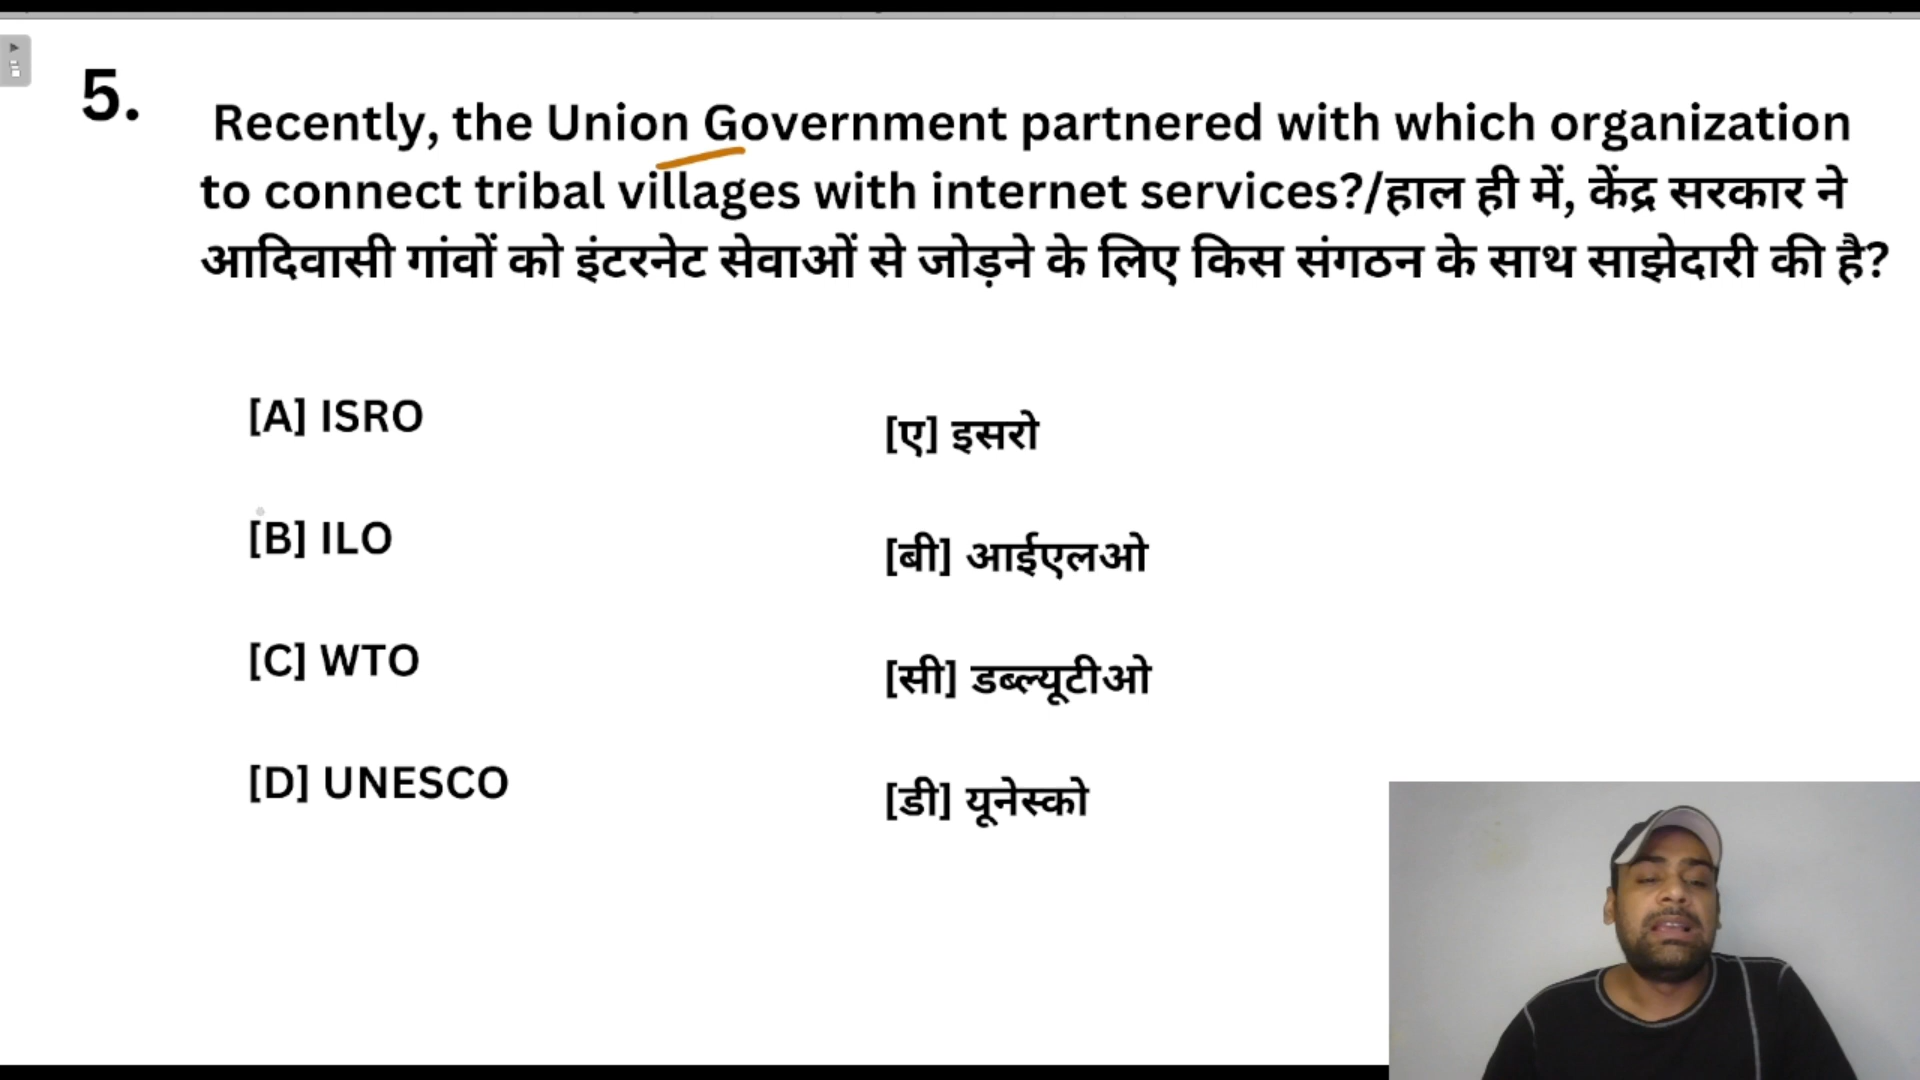 5.
Recently, the Union Government partnered with which organization
to connect tribal villages with internet services?/हाल ही में, केंद्र सरकार ने
आदिवासी गांवों को इंटरनेट सेवाओं से जोड़ने के लिए किस संगठन के साथ साझेदारी की है?
[A] ISRO
[ए] इसरो
[B] ILO
[बी] आईएलओ
[C] WTO
[सी] डब्ल्यूटीओ
[D] UNESCO
[डी] यूनेस्को